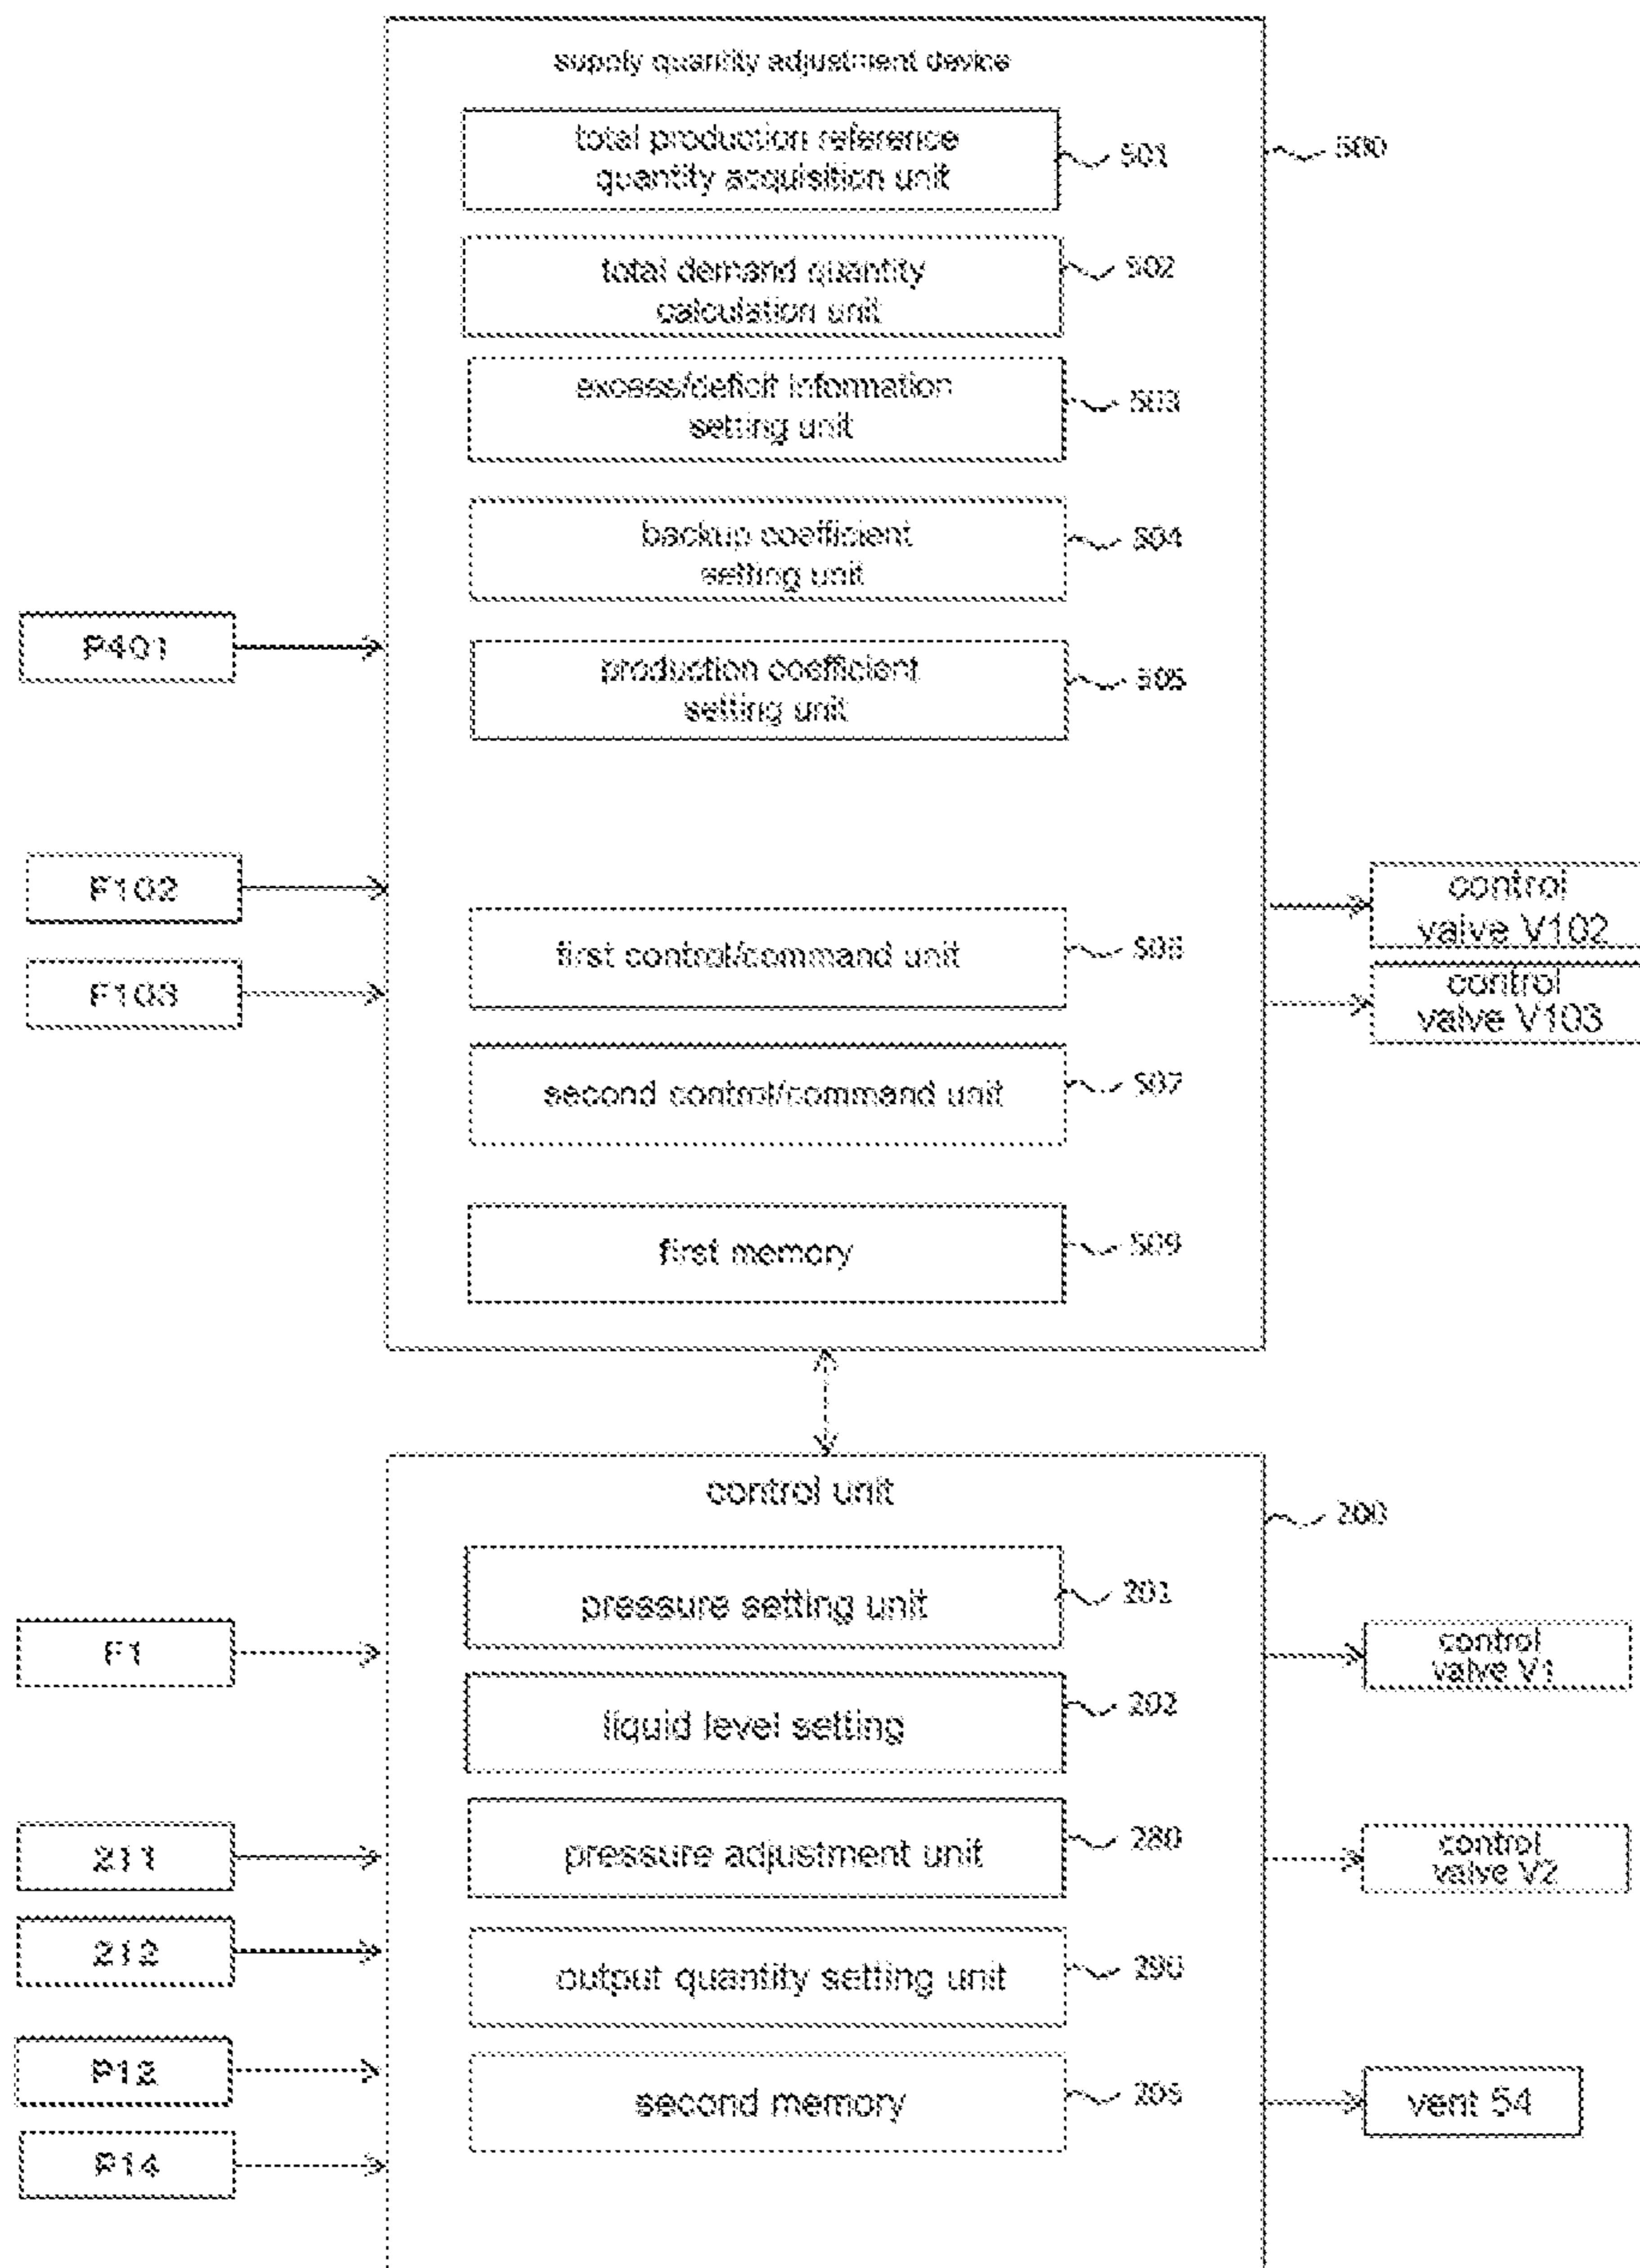 supply quantity adjustment device
total production reference
quantity acquisition unit
501
500
total demand quantity
calculation unit
502
excess/deficit information
setting unit
503
backup coefficient
setting unit
504
P401
production coefficient
setting unit
505
F102
F103
first control/command unit
506
control
valve V102
control
valve V103
second control/command unit
507
first memory
509
control unit
200
pressure setting unit
201
F1
control
valve V1
liquid level setting
202
211
pressure adjustment unit
280
control
valve V2
212
output quantity setting unit
290
P12
second memory
205
vent 54
P14